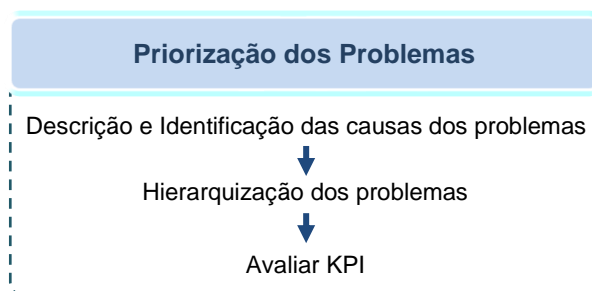 Priorização dos Problemas
Descrição e Identificação das causas dos problemas
Hierarquização dos problemas
Avaliar KPI